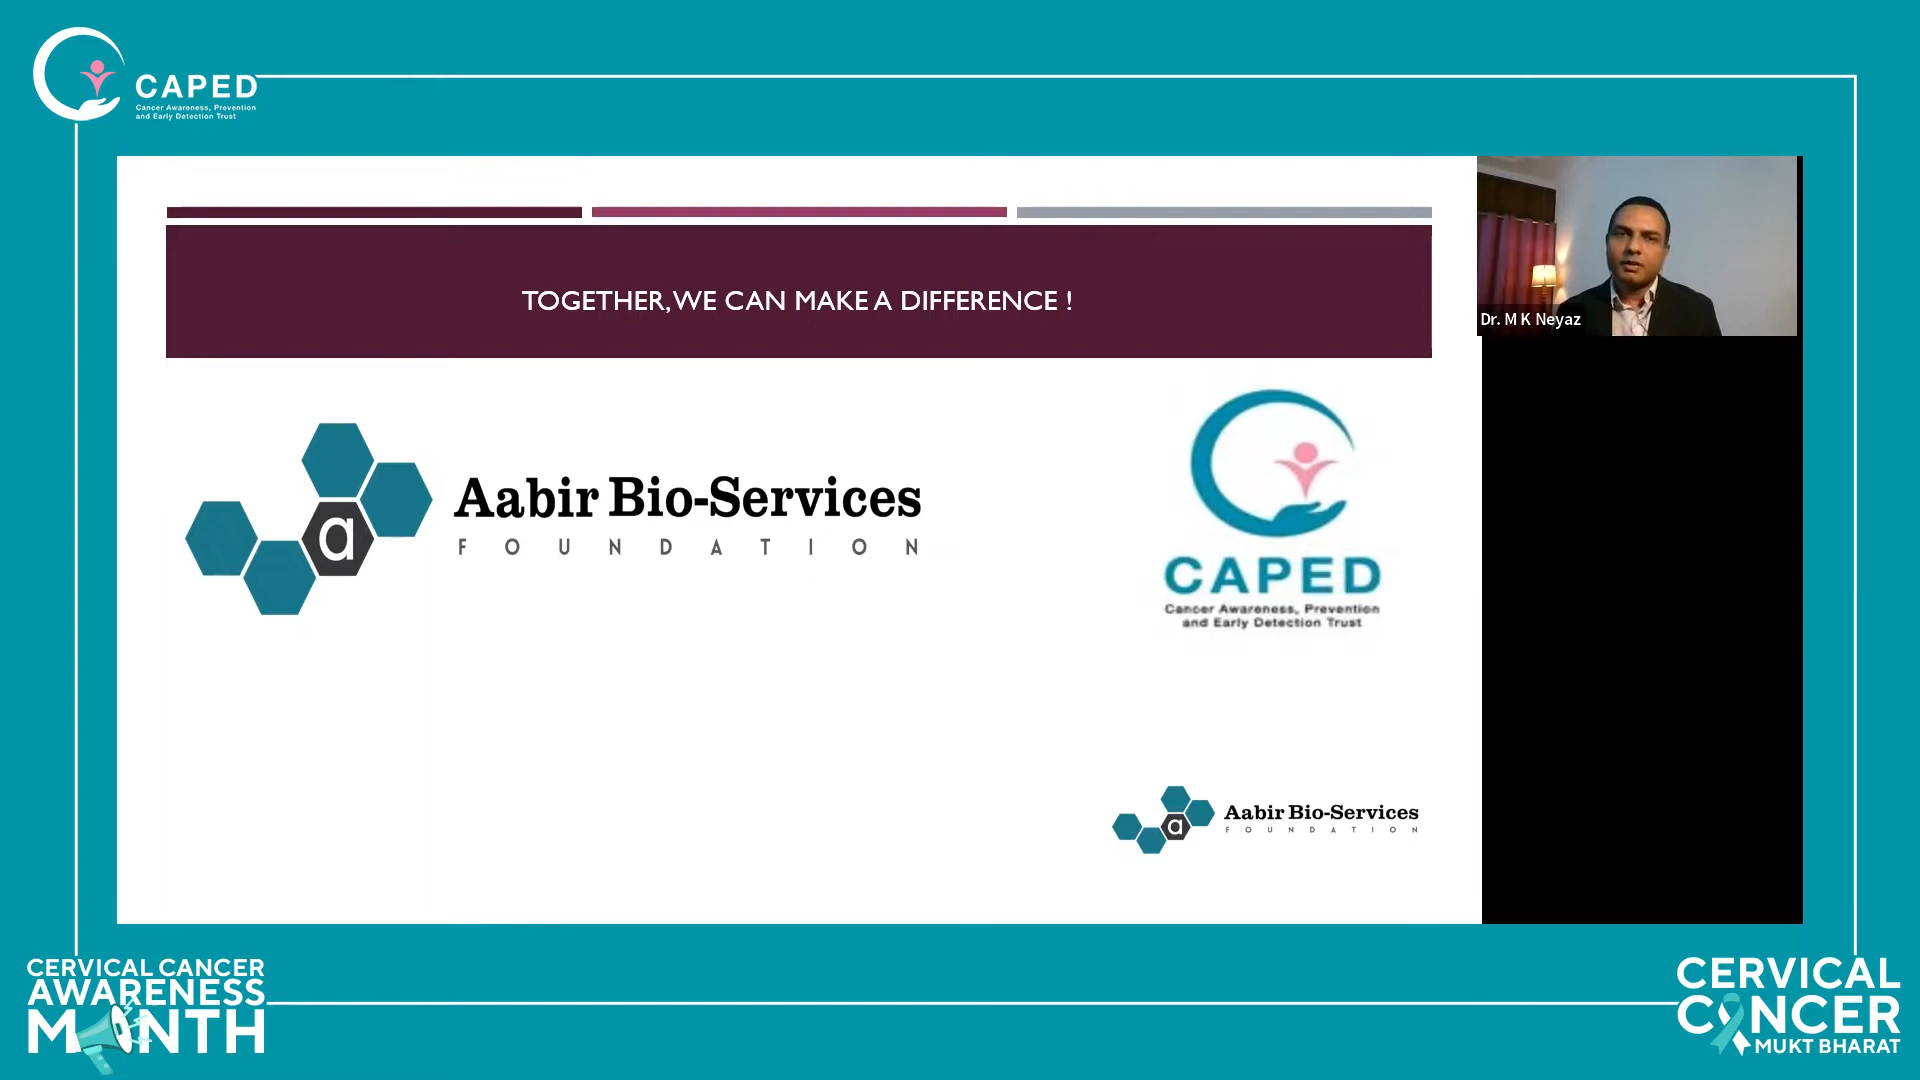 CAPED
Cancer Awareness, Prevention
and Early Detection Trust
TOGETHER, WE CAN MAKE A DIFFERENCE !
Dr. M K Neyaz
a
Aabir Bio-Services
FOUNDATION
CAPED
Cancer Awareness, Prevention
and Early Detection Trust
a
Aabir Bio-Services
FOUNDATION
CERVICAL CANCER
AWARENESS
MONTH
CERVICAL
CANCER
MUKT BHARAT